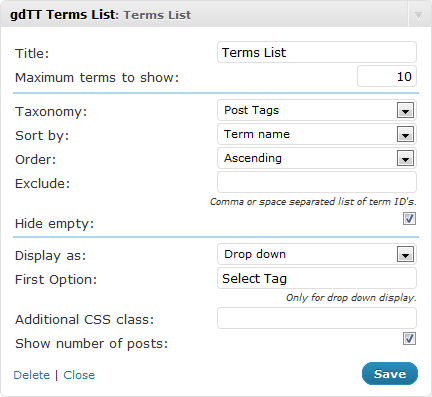 gdTT Terms List: Terms List
Title: Terms List
Maximum terms to show: 10
Taxonomy: Post Tags
Sort by: Term name
Order: Ascending
Exclude:
Comma or space separated list of term ID's.
Hide empty:
Display as: Drop down
First Option: Select Tag
Only for drop down display.
Additional CSS class:
Show number of posts:
Delete | Close Save